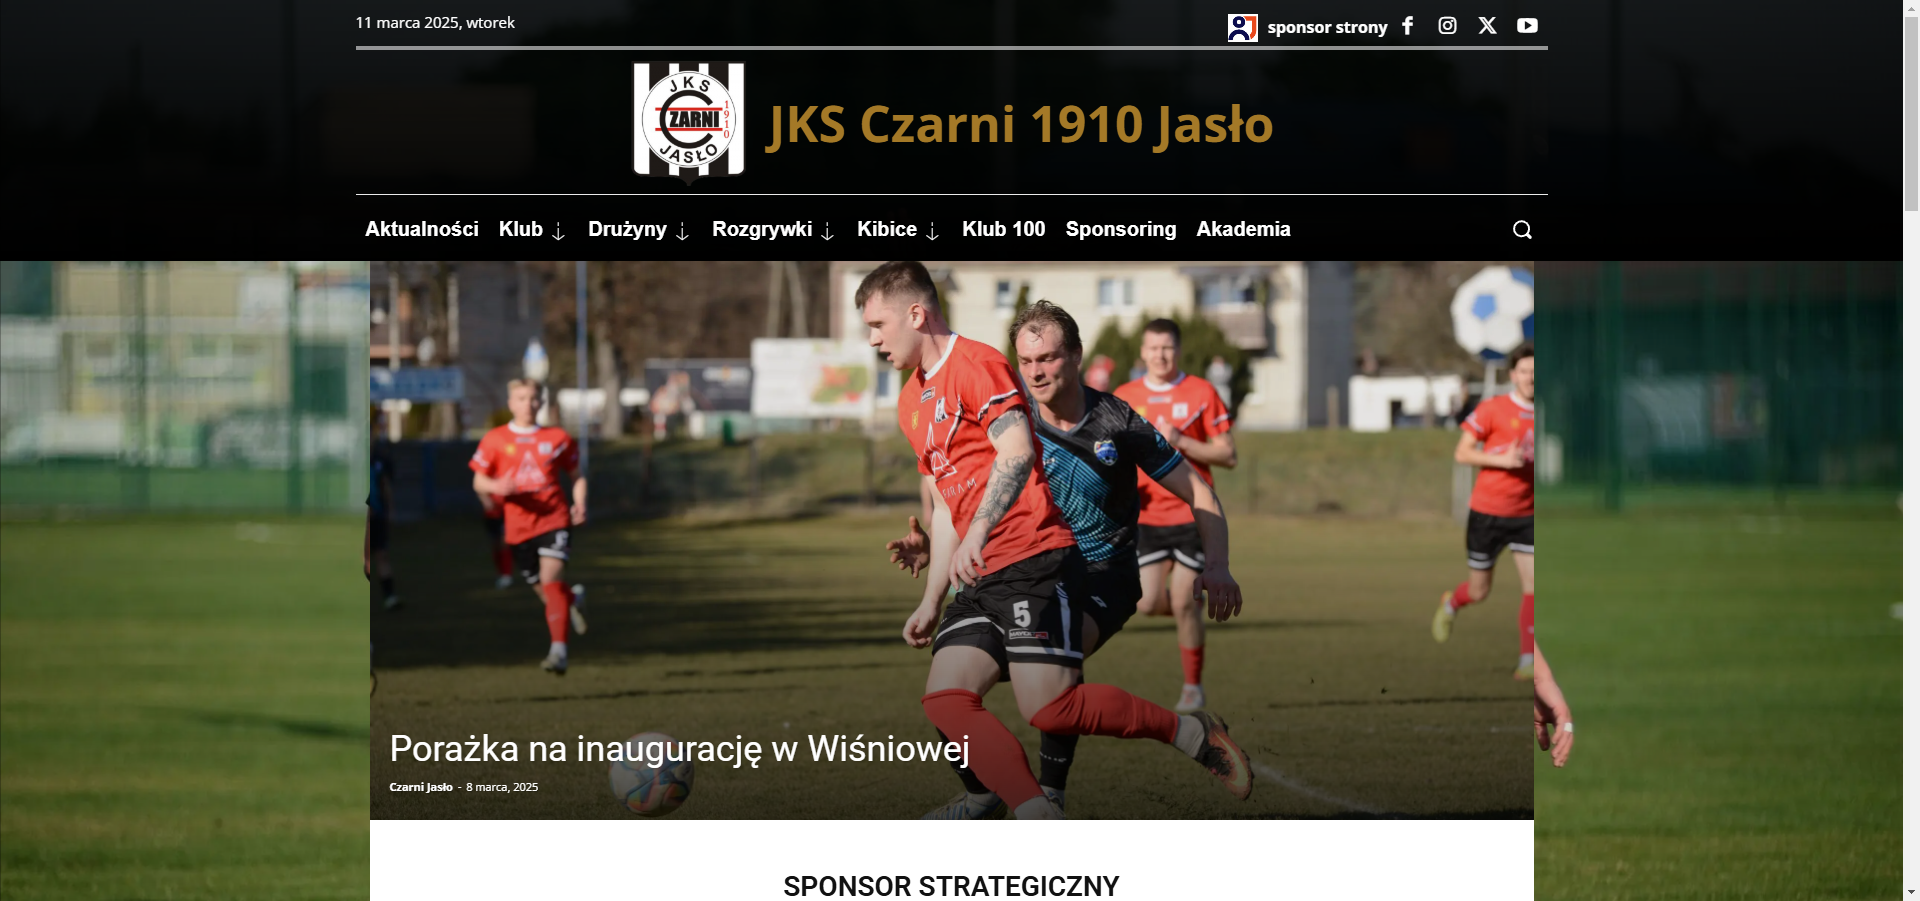 11 marca 2025, wtorek
sponsor strony
JKS
1910
CZARNI
JASŁO
JKS Czarni 1910 Jasło
Aktualności Klub Drużyny Rozgrywki Kibice Klub 100 Sponsoring Akademia
5
Porażka na inaugurację w Wiśniowej
Czarni Jasło - 8 marca, 2025
SPONSOR STRATEGICZNY